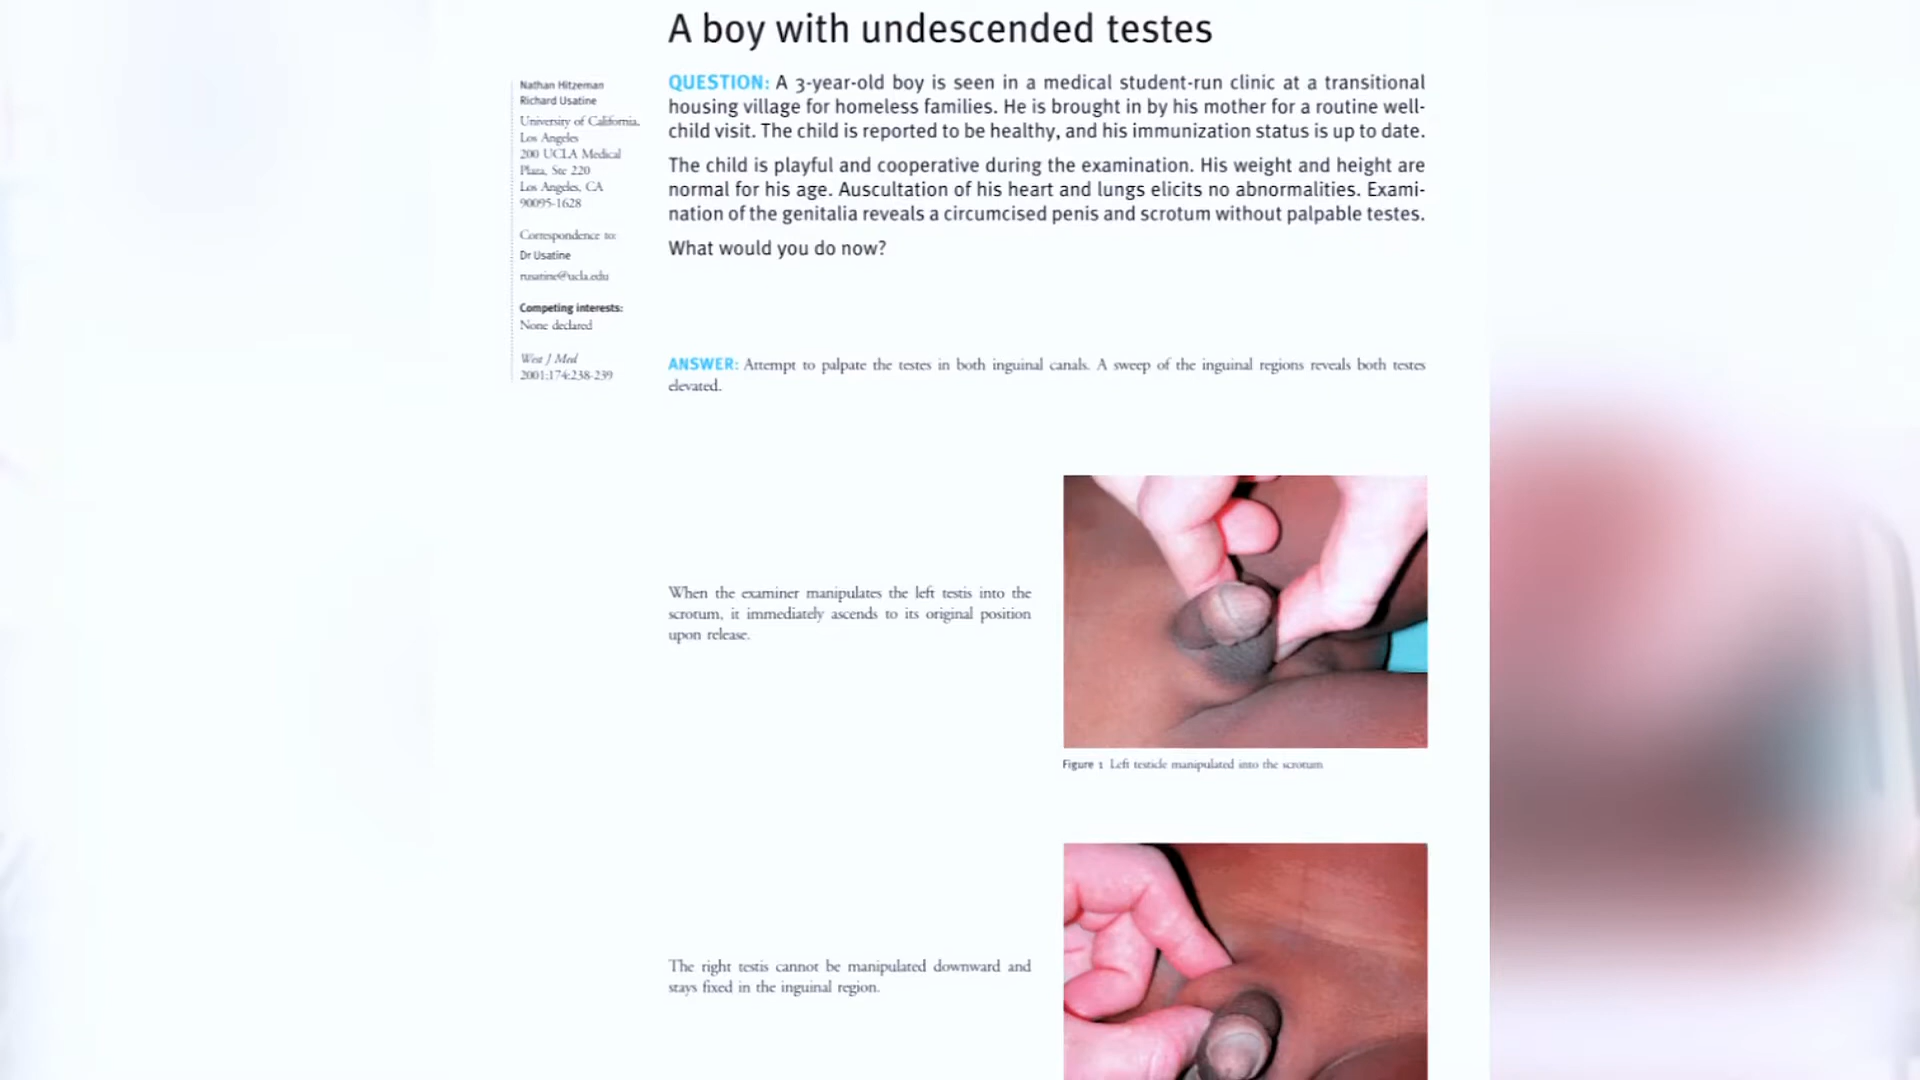 A boy with undescended testes
Nathan Hitzeman
Richard Usatine
University of California,
Los Angeles
200 UCLA Medical
Plaza, Ste 220
Los Angeles, CA
90095-1628
Correspondence to:
Dr Usatine
rusatine@ucla.edu
Competing interests:
None declared
West J Med
2001;174:238-239
QUESTION: A 3-year-old boy is seen in a medical student-run clinic at a transitional
housing village for homeless families. He is brought in by his mother for a routine well-
child visit. The child is reported to be healthy, and his immunization status is up to date.
The child is playful and cooperative during the examination. His weight and height are
normal for his age. Auscultation of his heart and lungs elicits no abnormalities. Exami-
nation of the genitalia reveals a circumcised penis and scrotum without palpable testes.
What would you do now?
ANSWER: Attempt to palpate the testes in both inguinal canals. A sweep of the inguinal regions reveals both testes
elevated.
When the examiner manipulates the left testis into the
scrotum, it immediately ascends to its original position
upon release.
Figure 1 Left testicle manipulated into the scrotum
The right testis cannot be manipulated downward and
stays fixed in the inguinal region.